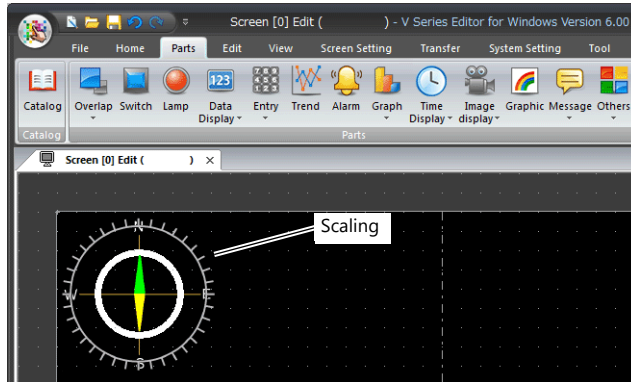 Screen [0] Edit (          ) - V Series Editor for Windows Version 6.00
File Home Parts Edit View Screen Setting Transfer System Setting Tool
Catalog Overlap Switch Lamp Data Display Entry Trend Alarm Graph Time Display Image display Graphic Message Others
123
Catalog Parts
Screen [0] Edit (          ) ×
Scaling
N
W E
S